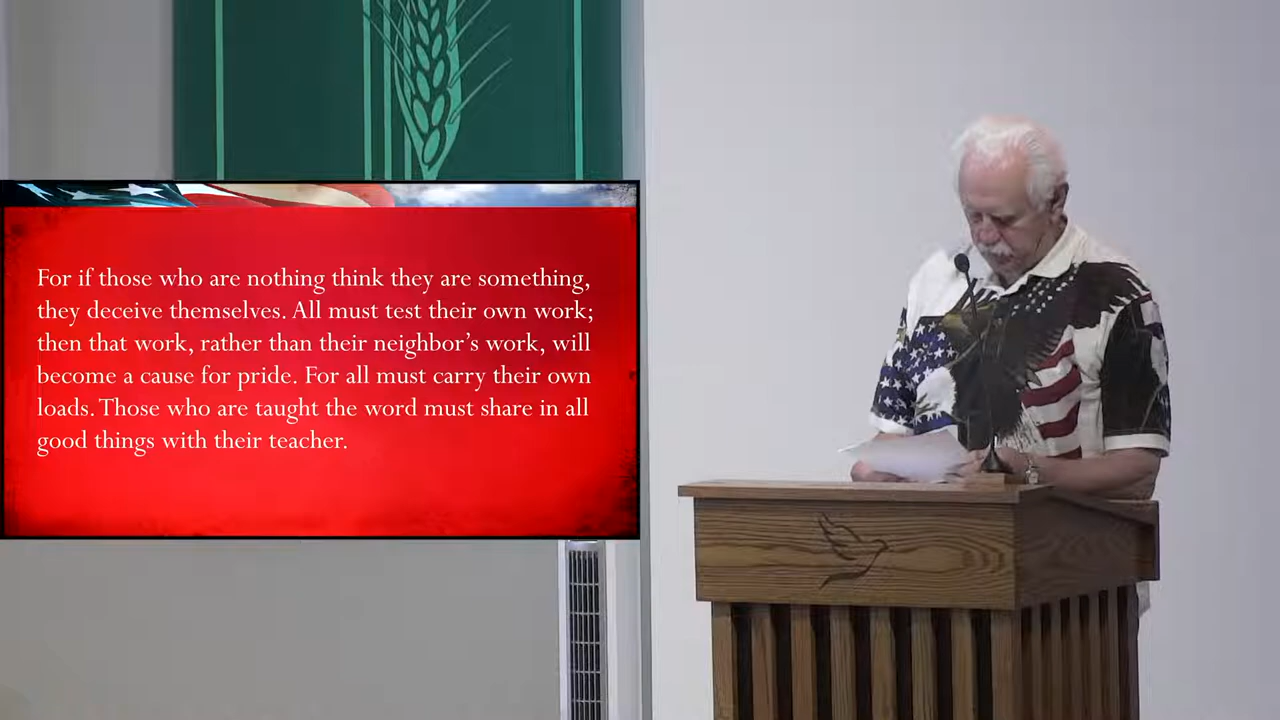 For if those who are nothing think they are something,
they deceive themselves. All must test their own work;
then that work, rather than their neighbor’s work, will
become a cause for pride. For all must carry their own
loads. Those who are taught the word must share in all
good things with their teacher.